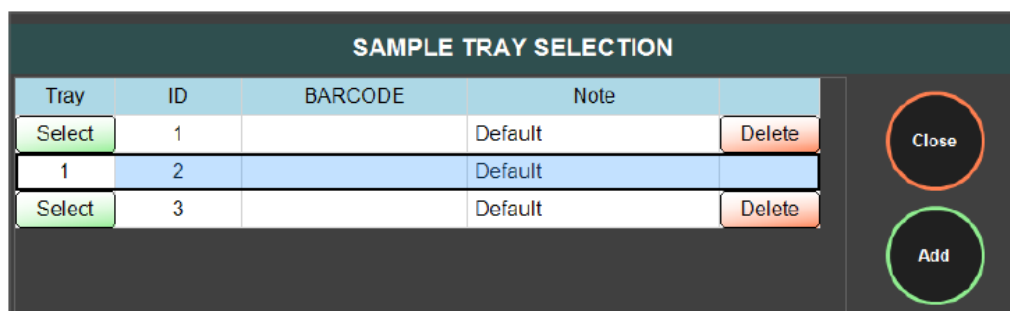 SAMPLE TRAY SELECTION
Tray ID BARCODE Note
Select 1 Default Delete
1 2 Default
Select 3 Default Delete
Close
Add